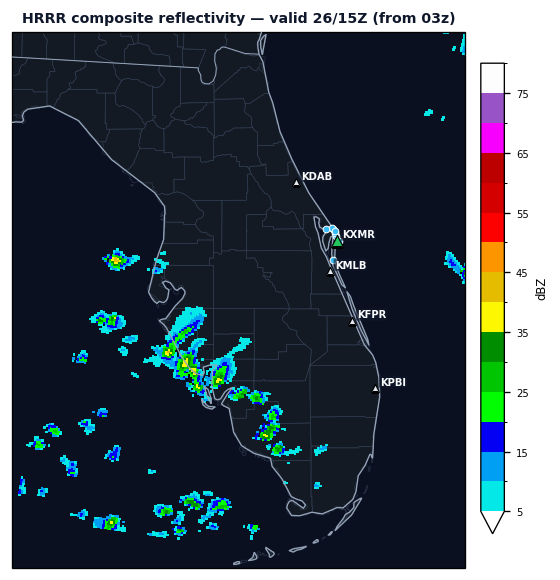 HRRR composite reflectivity — valid 26/15Z (from 03z)
KDAB
KXMR
KMLB
KFPR
KPBI
75
65
55
45
35
25
15
5
dBZ